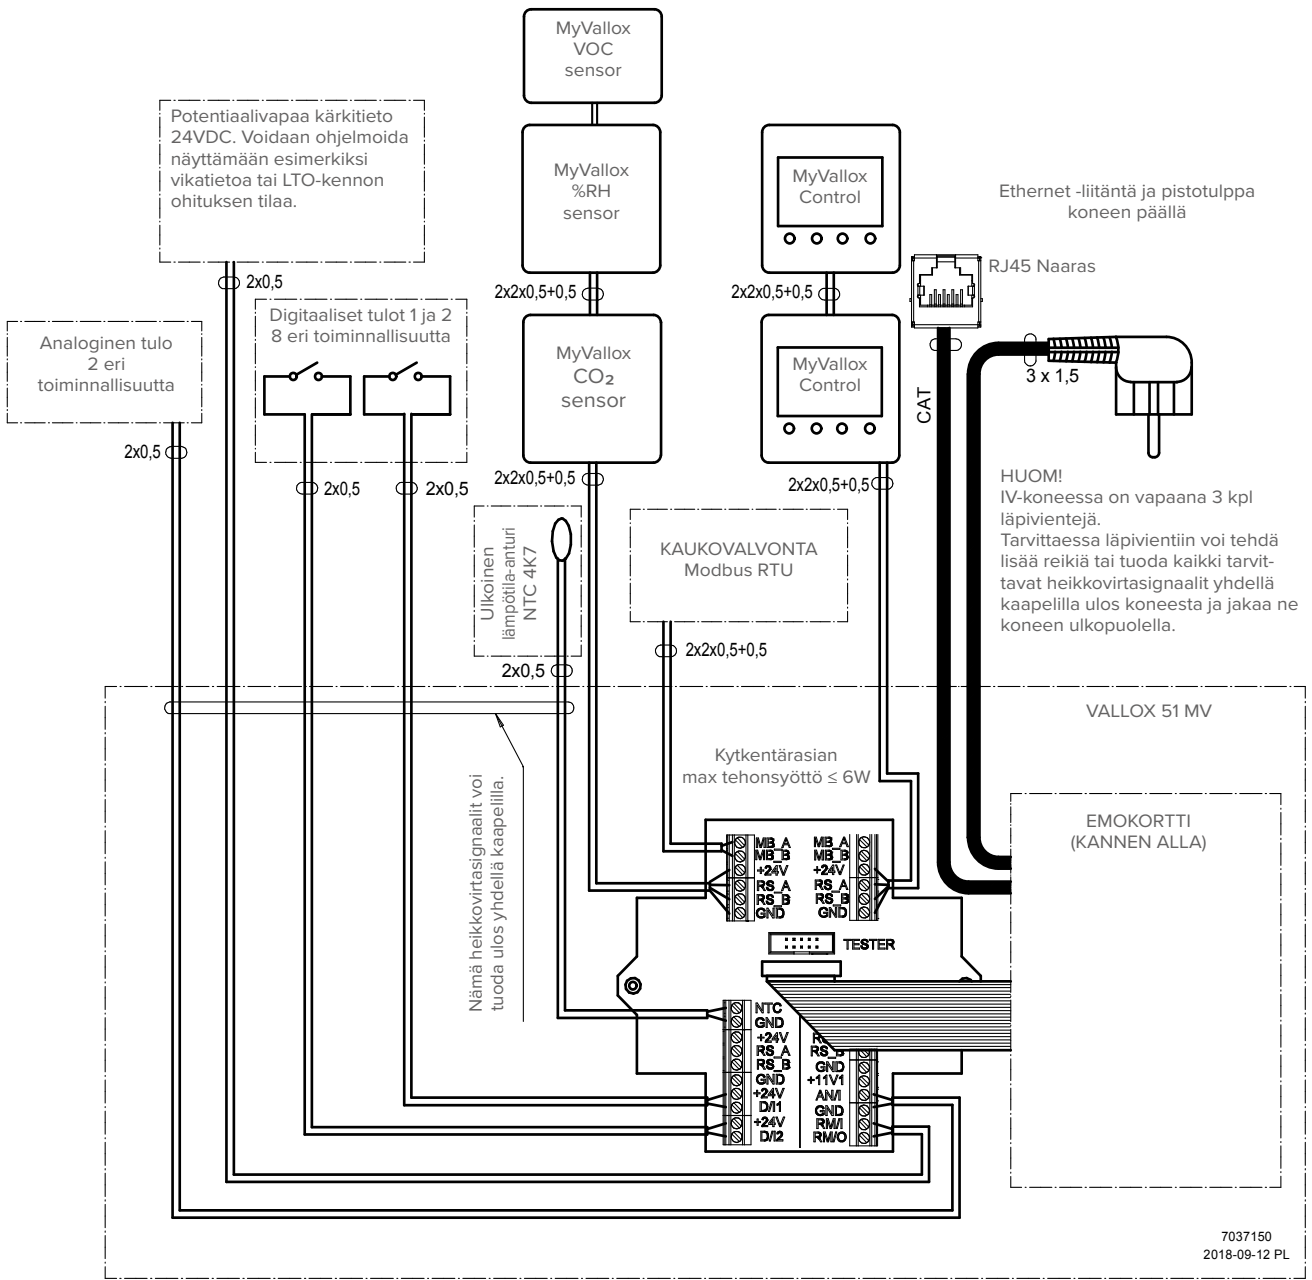 MyVallox
VOC
sensor
Potentiaalivapaa kärkitieto
24VDC. Voidaan ohjelmoida
näyttämään esimerkiksi
vikatietoa tai LTO-kennon
ohituksen tilaa.
MyVallox
%RH
sensor
MyVallox
Control
Ethernet -liitäntä ja pistotulppa
koneen päällä
RJ45 Naaras
2x0,5
2x2x0,5+0,5
2x2x0,5+0,5
Digitaaliset tulot 1 ja 2
8 eri toiminnallisuutta
Analoginen tulo
2 eri
toiminnallisuutta
MyVallox
CO₂
sensor
MyVallox
Control
3 x 1,5
CAT
2x0,5
2x0,5
2x0,5
2x2x0,5+0,5
2x2x0,5+0,5
HUOM!
IV-koneessa on vapaana 3 kpl
läpivientejä.
Tarvittaessa läpivientiin voi tehdä
lisää reikiä tai tuoda kaikki tarvit-
tavat heikkovirtasignaalit yhdellä
kaapelilla ulos koneesta ja jakaa ne
koneen ulkopuolella.
Ulkoinen
lämpötila-anturi
NTC 4K7
KAUKOVALVONTA
Modbus RTU
2x0,5
2x2x0,5+0,5
VALLOX 51 MV
Kytkentärasian
max tehonsyöttö ≤ 6W
Nämä heikkovirtasignaalit voi
tuoda ulos yhdellä kaapelilla.
EMOKORTTI
(KANNEN ALLA)
MB_A
MB_B
+24V
RS_A
RS_B
GND
MB_A
MB_B
+24V
RS_A
RS_B
GND
TESTER
NTC
GND
+24V
RS_A
RS_B
GND
+24V
D/I1
+24V
D/I2
RS_B
GND
+11V1
AN/I
GND
RM/I
RM/O
7037150
2018-09-12 PL